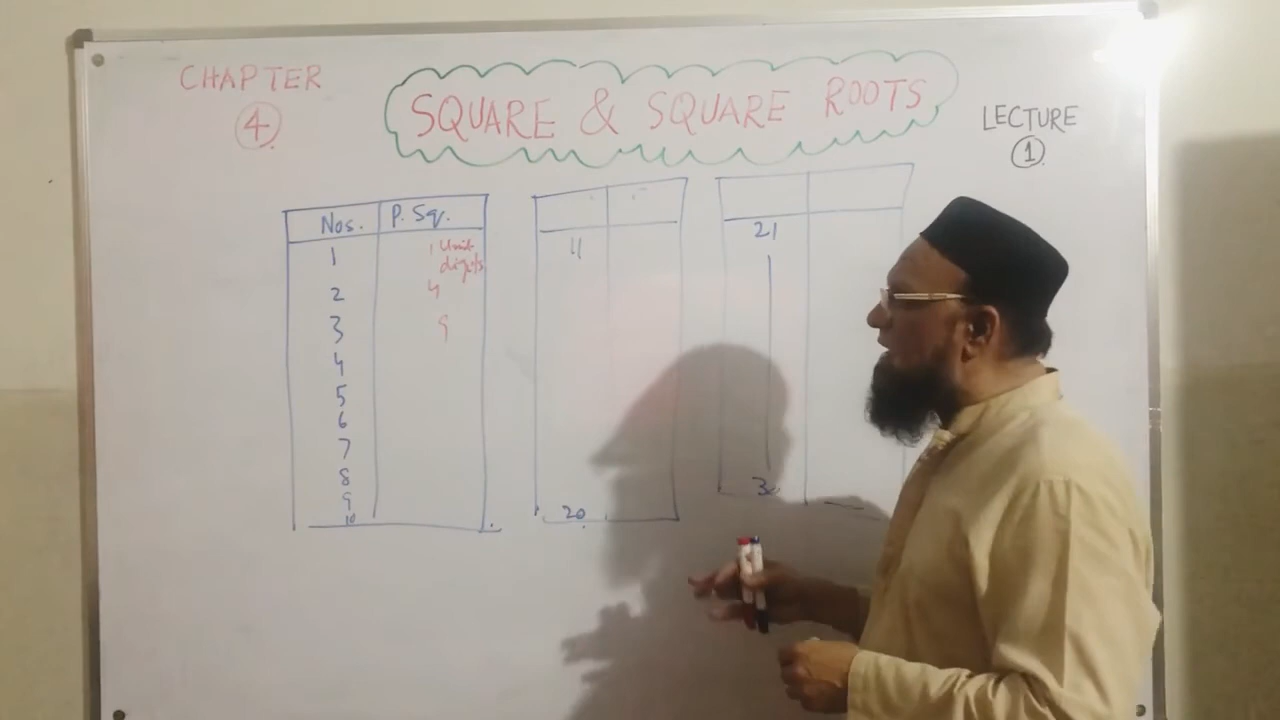 CHAPTER
4
SQUARE & SQUARE ROOTS
LECTURE
1
Nos. P. Sq.
1 1 Unit
digits
2 4
3 9
4
5
6
7
8
9
10
11
20
21
30